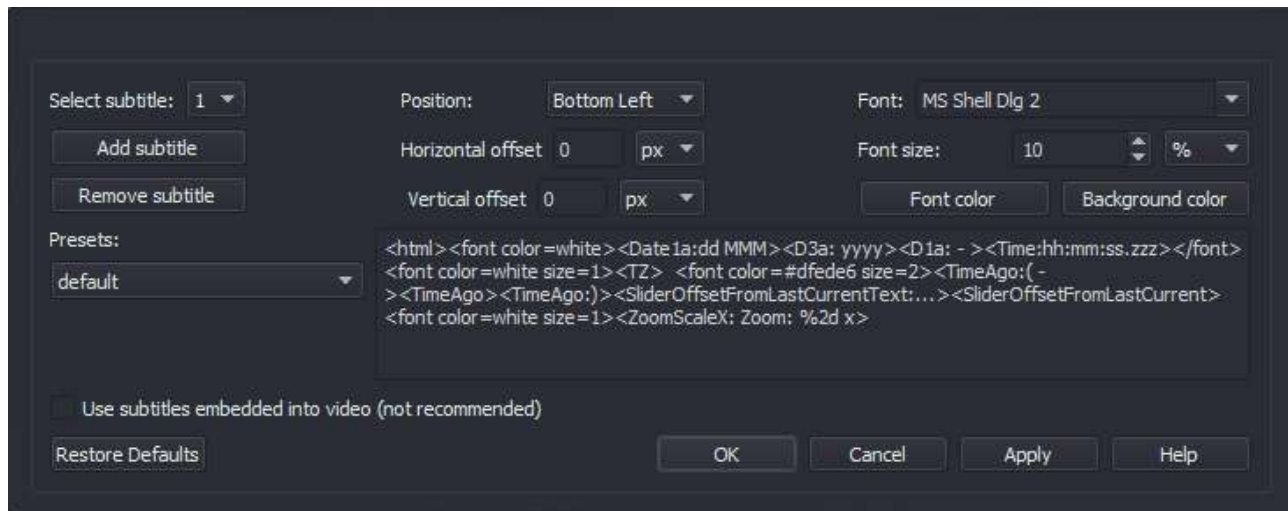 Select subtitle: 1 Position: Bottom Left Font: MS Shell Dlg 2
Add subtitle Horizontal offset 0 px Font size: 10 %
Remove subtitle Vertical offset 0 px Font color Background color
Presets:
default
<html><font color=white><Date1a:dd MMM><D3a: yyyy><D1a: - ><Time:hh:mm:ss.zzz></font>
<font color=white size=1><TZ>  <font color=#dfede6 size=2><TimeAgo:( -
><TimeAgo><TimeAgo:)><SliderOffsetFromLastCurrentText:...><SliderOffsetFromLastCurrent>
<font color=white size=1><ZoomScaleX: Zoom: %2d x>
Use subtitles embedded into video (not recommended)
Restore Defaults OK Cancel Apply Help